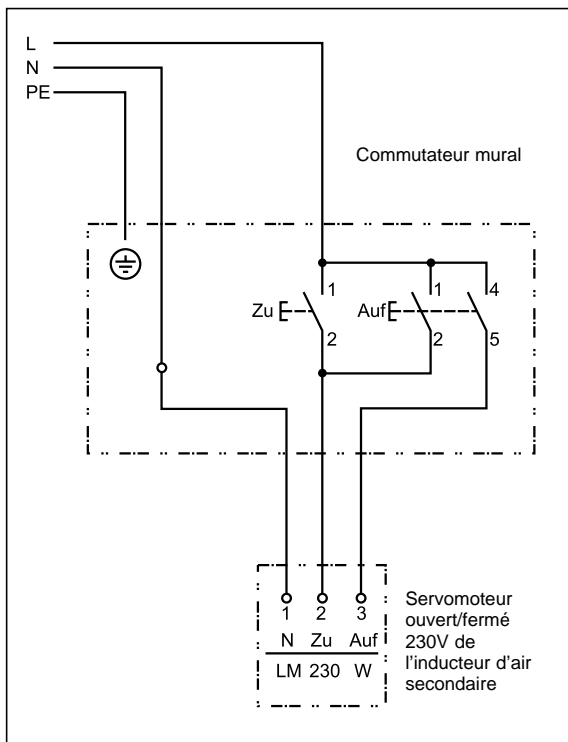 L
N
PE
Commutateur mural
1 1 4
Zu Auf
2 2 5
1 2 3
N Zu Auf
LM 230 W
Servomoteur
ouvert/fermé
230V de
l'inducteur d'air
secondaire